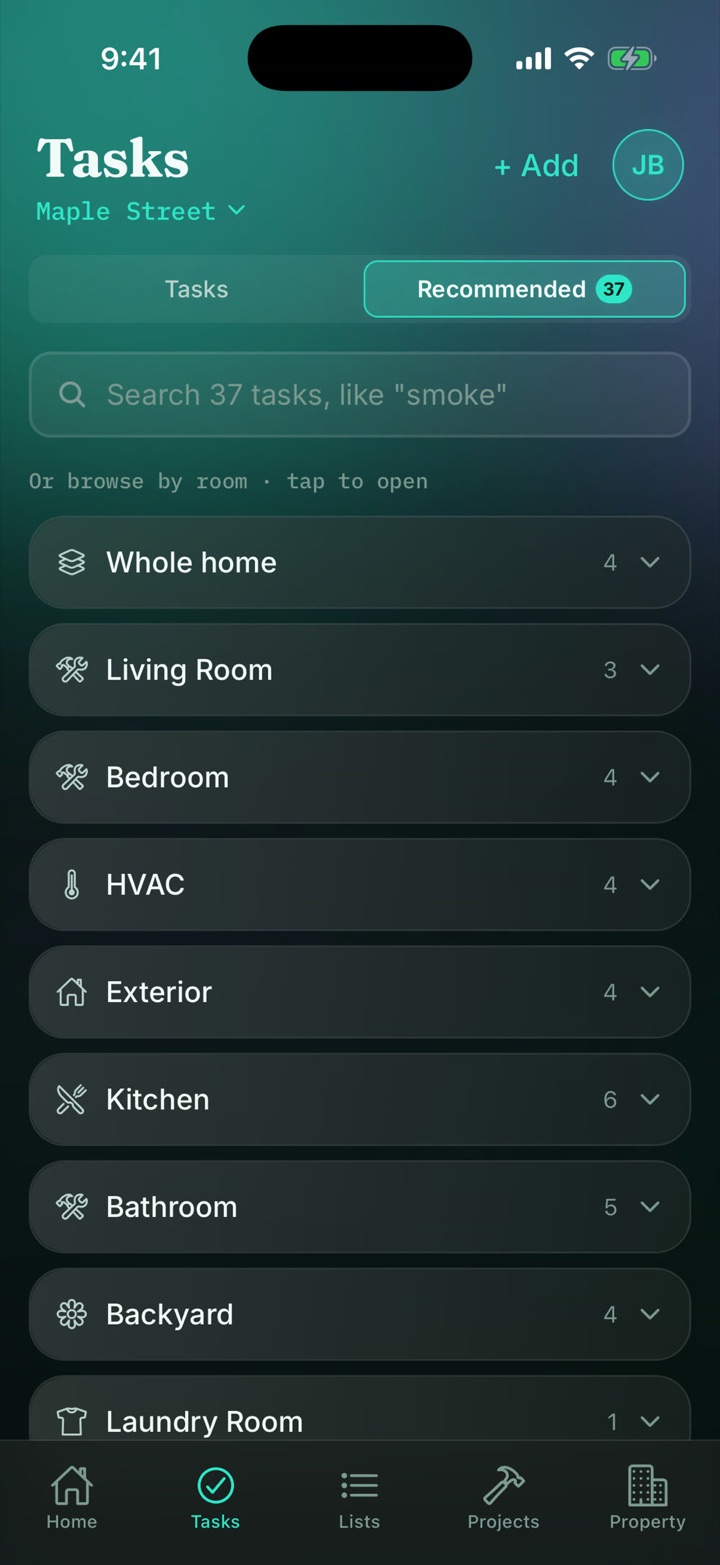 9:41
Tasks
+ Add
JB
Maple Street
Tasks
Recommended 37
Search 37 tasks, like "smoke"
Or browse by room · tap to open
Whole home 4
Living Room 3
Bedroom 4
HVAC 4
Exterior 4
Kitchen 6
Bathroom 5
Backyard 4
Laundry Room 1
Home
Tasks
Lists
Projects
Property